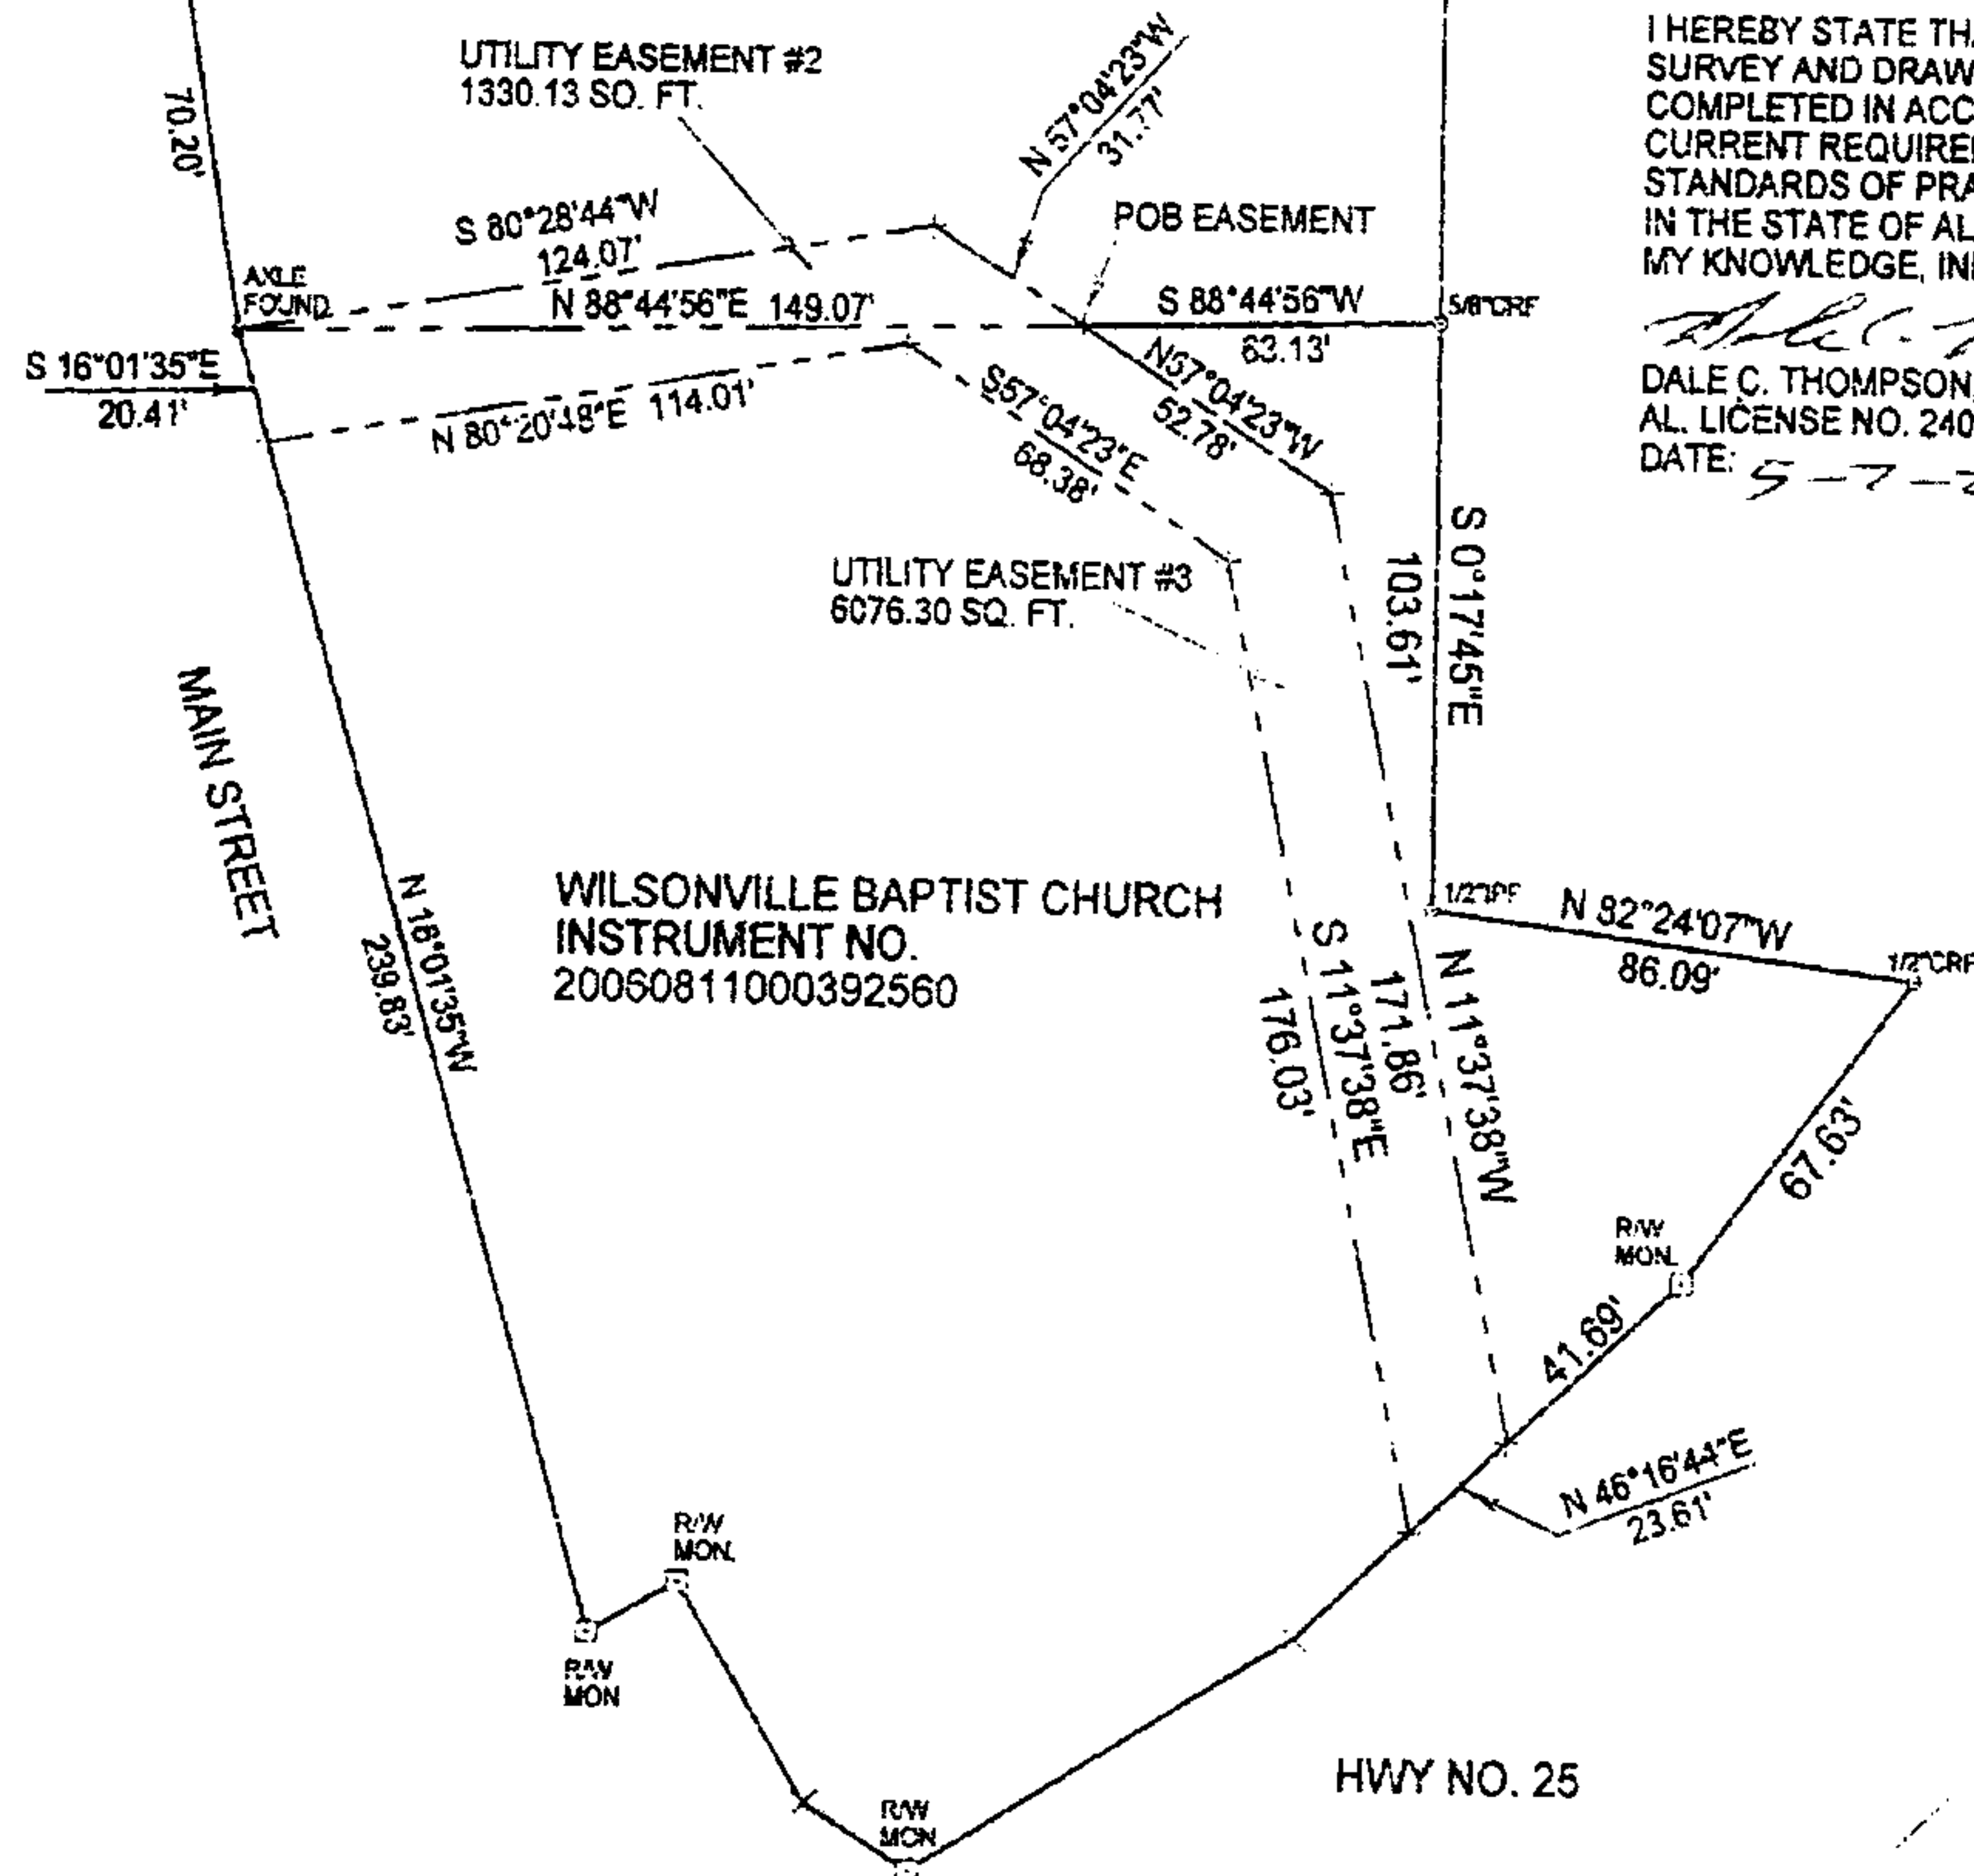 UTILITY EASEMENT #2
1330.13 SQ. FT.
N 57°04'23"W
31.77'
I HEREBY STATE TH
SURVEY AND DRAW
COMPLETED IN ACC
CURRENT REQUIRE
STANDARDS OF PRA
IN THE STATE OF AL
MY KNOWLEDGE, IN
70.20'
S 80°28'44"W
124.07'
POB EASEMENT
AXLE
FOUND
N 88°44'56"E 149.07'
S 88°44'56"W
63.13'
5/8"CRF
S 16°01'35"E
20.41'
N 80°20'48"E 114.01'
S57°04'23"E
68.38'
N57°04'23"W
52.78'
DALE C. THOMPSON,
AL. LICENSE NO. 240
DATE: 5-7-2
UTILITY EASEMENT #3
6076.30 SQ. FT.
S 0°17'45"E
103.61'
MAIN STREET
N 16°01'35"W
239.83'
WILSONVILLE BAPTIST CHURCH
INSTRUMENT NO.
20060811000392560
1/2"IPF
N 82°24'07"W
86.09'
1/2"CRF
S 11°37'38"E
176.03'
N 11°37'38"W
171.86'
67.63'
R/W
MON.
41.69'
N 46°16'44"E
23.61'
R/W
MON.
R/W
MON
R/W
MON
HWY NO. 25